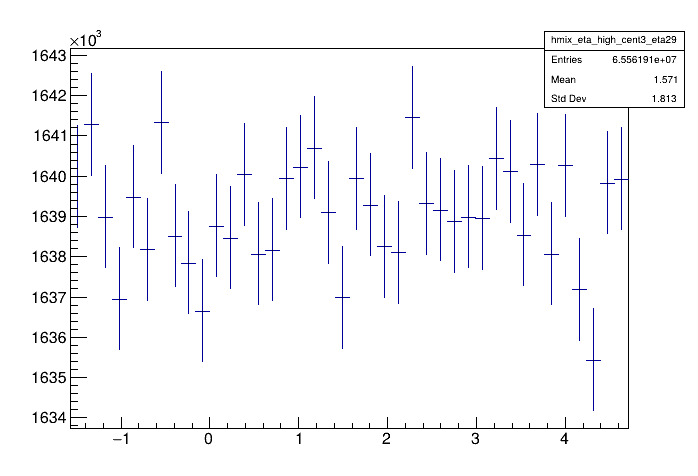 ×10³
hmix_eta_high_cent3_eta29
Entries 6.556191e+07
Mean 1.571
Std Dev 1.813
1643
1642
1641
1640
1639
1638
1637
1636
1635
1634
−1 0 1 2 3 4